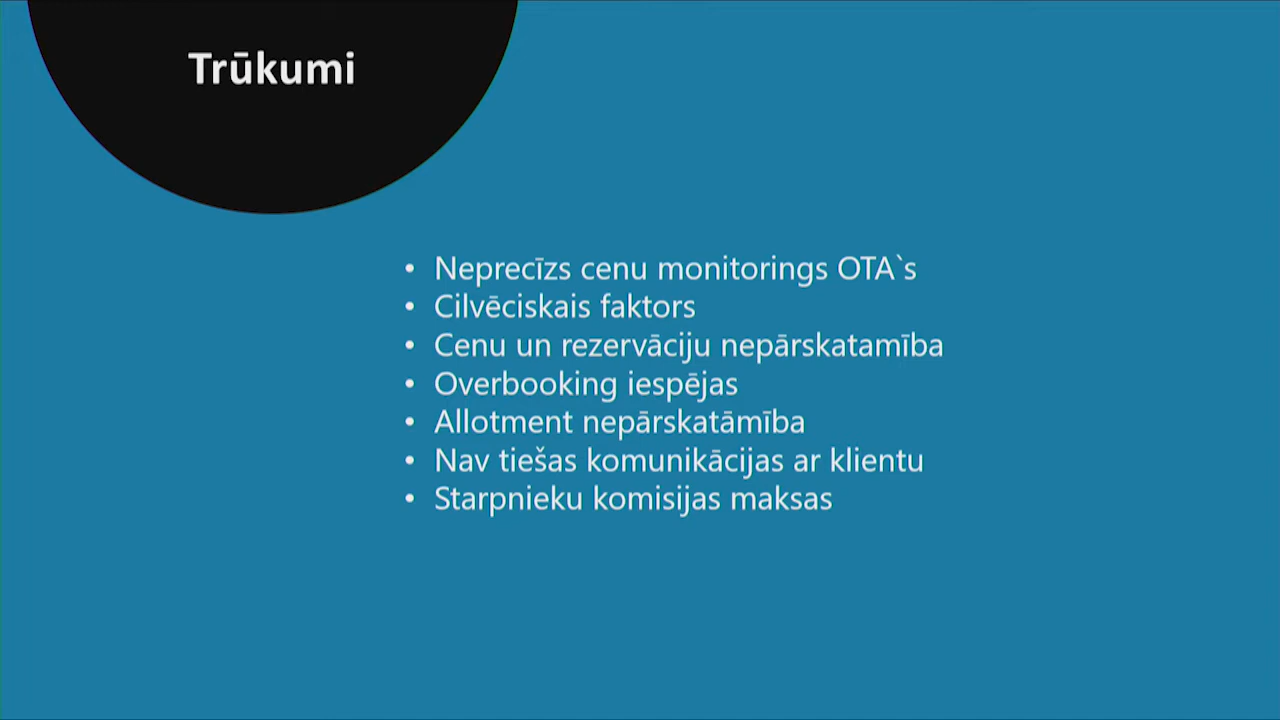 Trūkumi
• Neprecīzs cenu monitorings OTA`s
• Cilvēciskais faktors
• Cenu un rezervāciju nepārskatamība
• Overbooking iespējas
• Allotment nepārskatāmība
• Nav tiešas komunikācijas ar klientu
• Starpnieku komisijas maksas